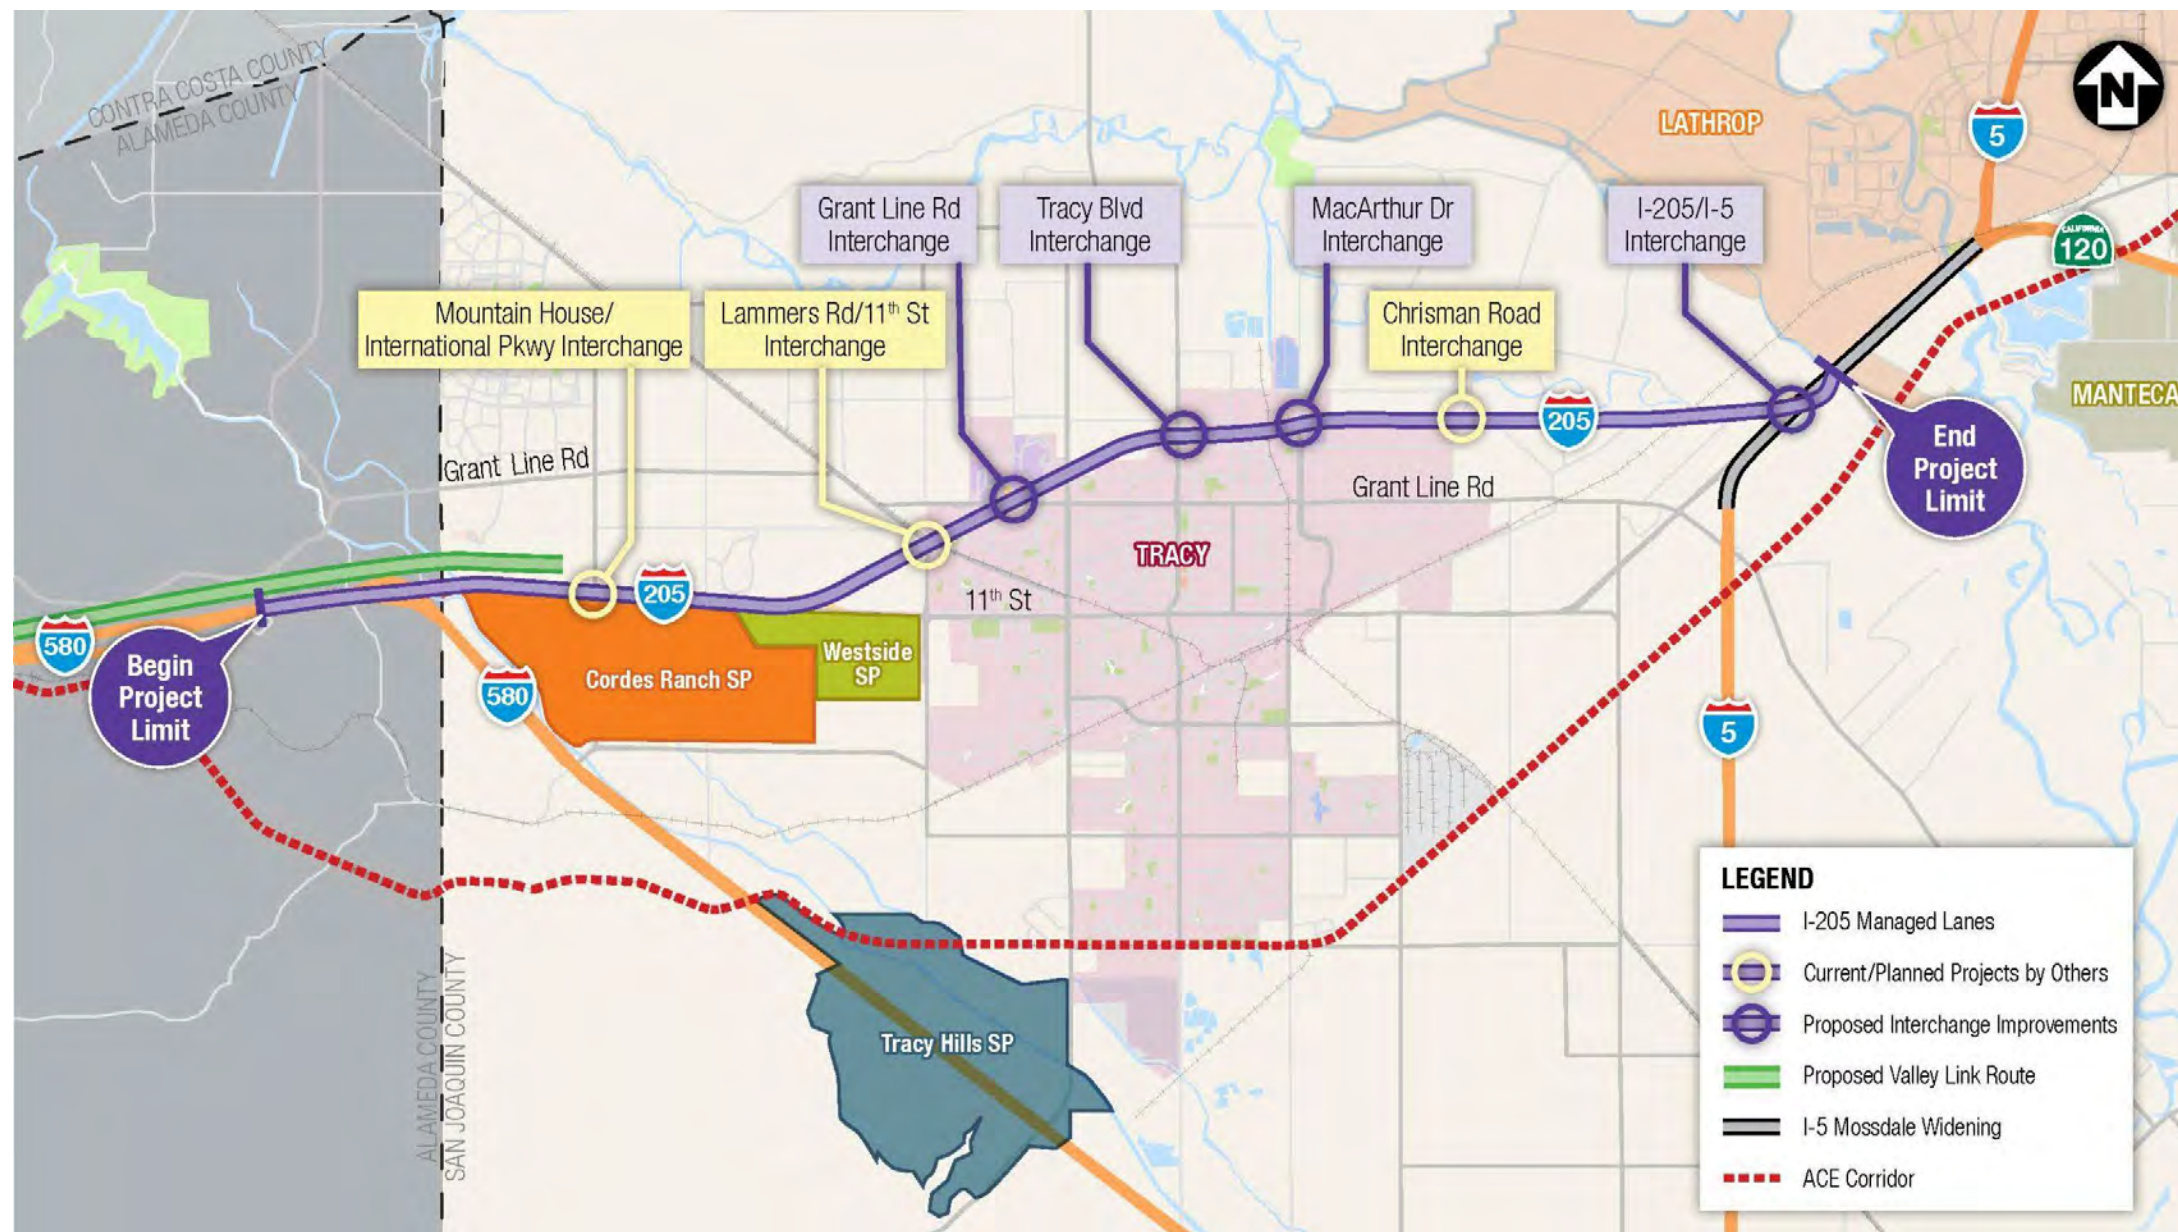 CONTRA COSTA COUNTY
ALAMEDA COUNTY
N
LATHROP
5
CALIFORNIA
120
Grant Line Rd
Interchange
Tracy Blvd
Interchange
MacArthur Dr
Interchange
I-205/I-5
Interchange
Mountain House/
International Pkwy Interchange
Lammers Rd/11th St
Interchange
Chrisman Road
Interchange
MANTECA
205
Grant Line Rd
Grant Line Rd
End
Project
Limit
TRACY
205
11th St
580
Begin
Project
Limit
580
Cordes Ranch SP
Westside
SP
5
Tracy Hills SP
ALAMEDA COUNTY
SAN JOAQUIN COUNTY
LEGEND
I-205 Managed Lanes
Current/Planned Projects by Others
Proposed Interchange Improvements
Proposed Valley Link Route
I-5 Mossdale Widening
ACE Corridor